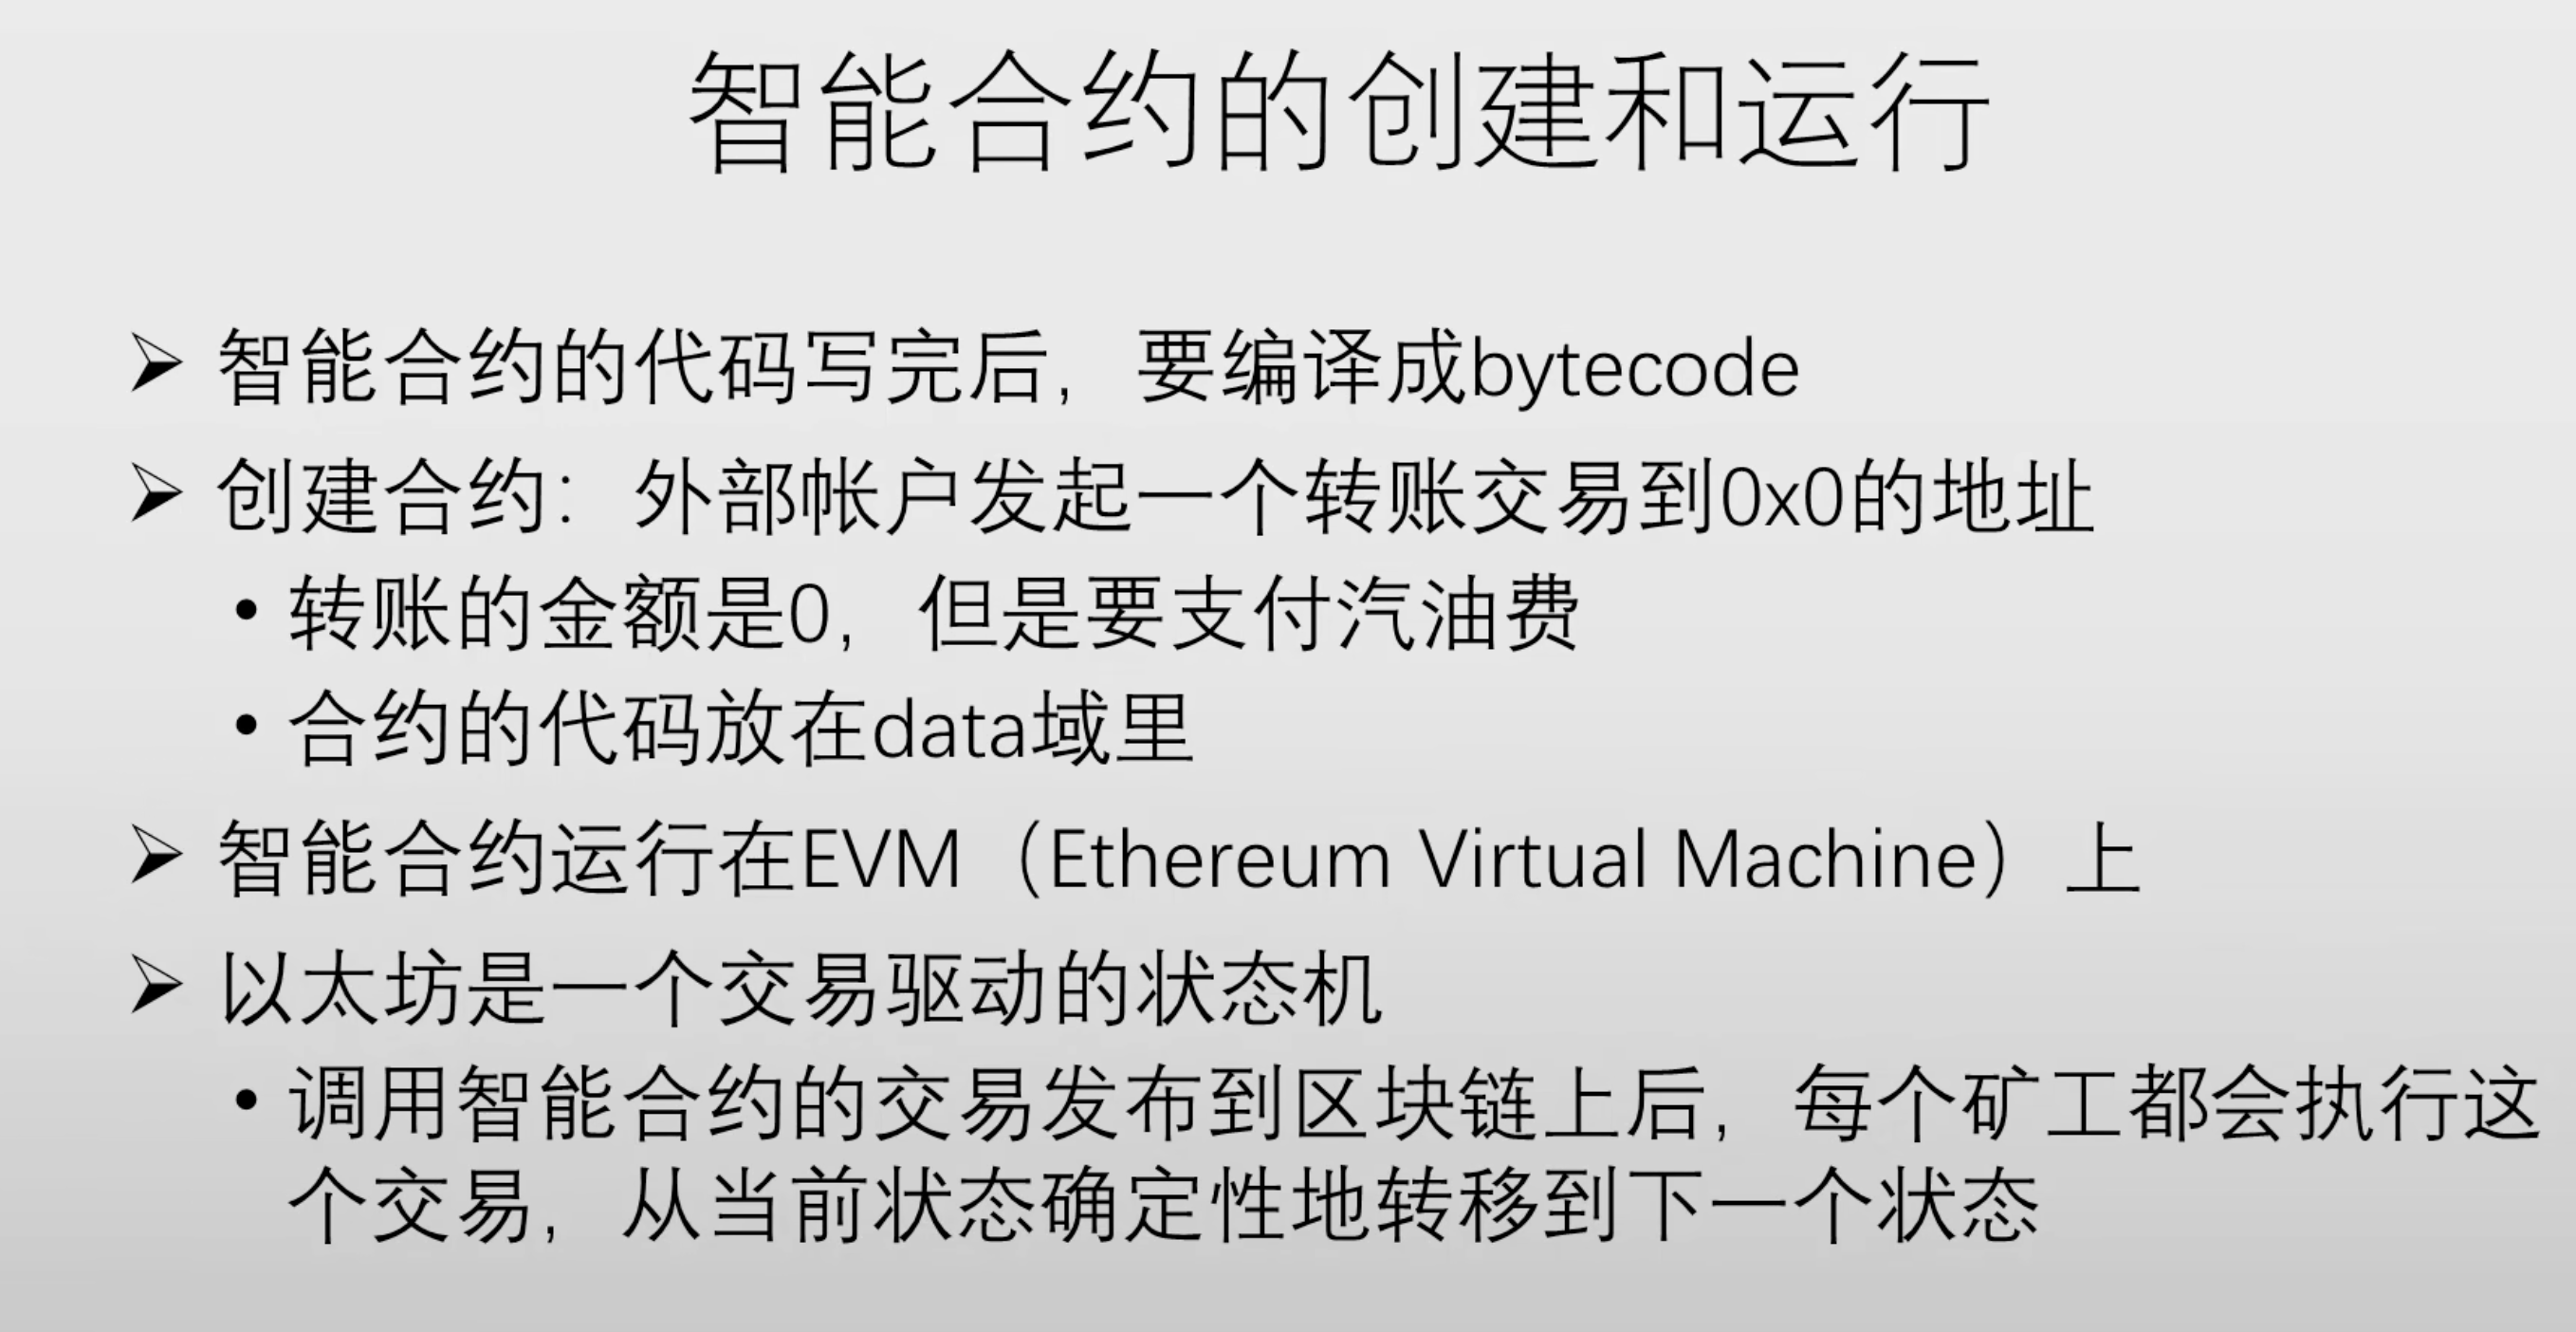 智能合约的创建和运行
➢ 智能合约的代码写完后，要编译成bytecode
➢ 创建合约：外部帐户发起一个转账交易到0x0的地址
• 转账的金额是0，但是要支付汽油费
• 合约的代码放在data域里
➢ 智能合约运行在EVM（Ethereum Virtual Machine）上
➢ 以太坊是一个交易驱动的状态机
• 调用智能合约的交易发布到区块链上后，每个矿工都会执行这
个交易，从当前状态确定性地转移到下一个状态